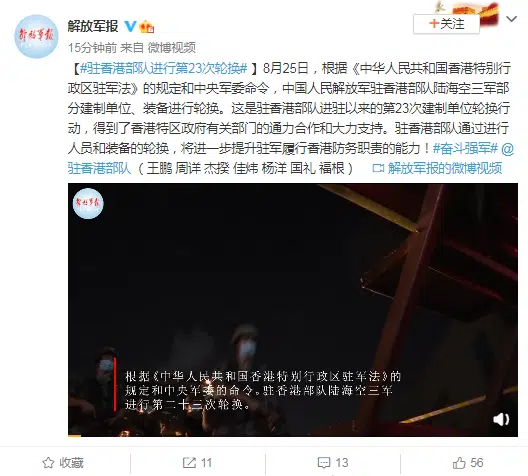 解放军报
解放军报
+关注
15分钟前 来自 微博视频
【#驻香港部队进行第23次轮换#】8月25日，根据《中华人民共和国香港特别行
政区驻军法》的规定和中央军委命令，中国人民解放军驻香港部队陆海空三军部
分建制单位、装备进行轮换。这是驻香港部队进驻以来的第23次建制单位轮换行
动，得到了香港特区政府有关部门的通力合作和大力支持。驻香港部队通过进行
人员和装备的轮换，将进一步提升驻军履行香港防务职责的能力！#奋斗强军# @
驻香港部队 （王鹏 周详 杰揆 佳炜 杨洋 国礼 福根） 解放军报的微博视频
解放军报
根据《中华人民共和国香港特别行政区驻军法》的
规定和中央军委的命令。驻香港部队陆海空三军
进行第二十三次轮换。
收藏
11
13
56